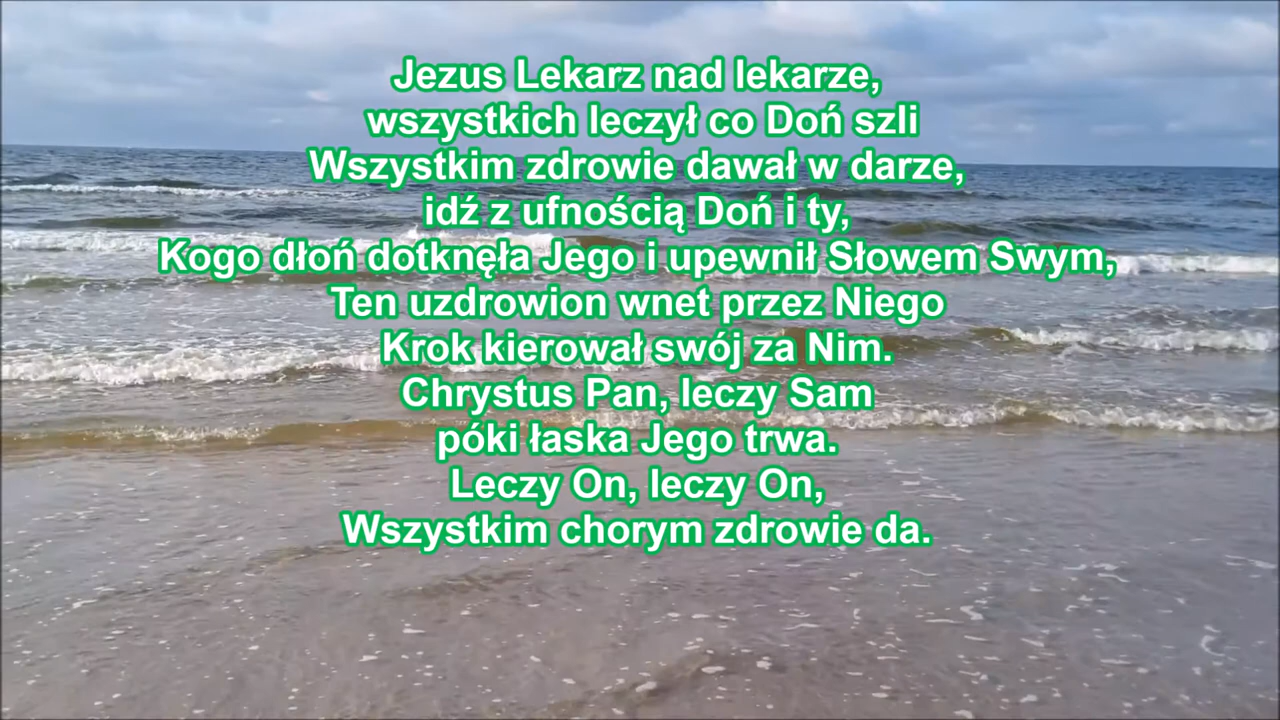 Jezus Lekarz nad lekarze,
wszystkich leczył co Doń szli
Wszystkim zdrowie dawał w darze,
idź z ufnością Doń i ty,
Kogo dłoń dotknęła Jego i upewnił Słowem Swym,
Ten uzdrowion wnet przez Niego
Krok kierował swój za Nim.
Chrystus Pan, leczy Sam
póki łaska Jego trwa.
Leczy On, leczy On,
Wszystkim chorym zdrowie da.